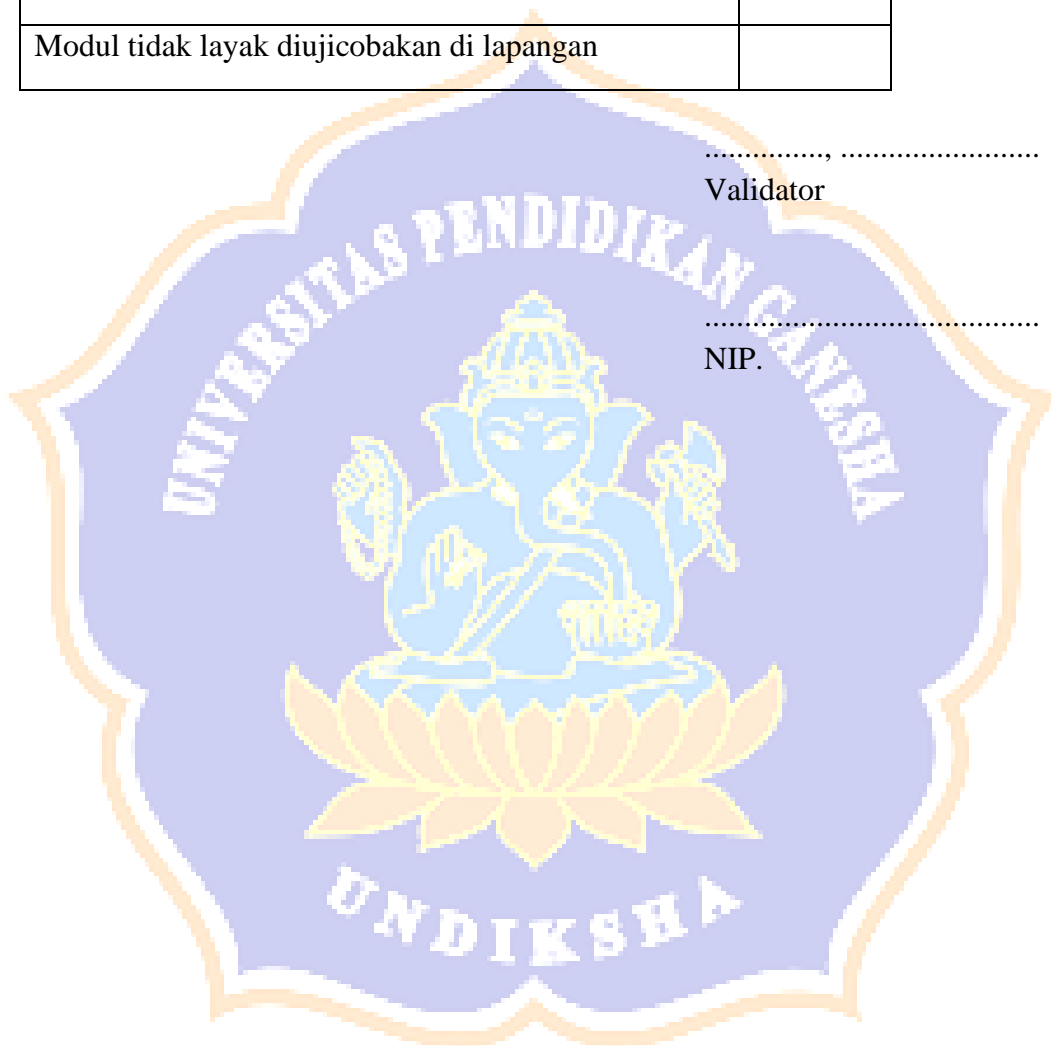 Modul tidak layak diujicobakan di lapangan
..............., .........................
Validator
UNIVERSITAS PENDIDIKAN GANESHA
..........................................
NIP.
UNDIKSHA